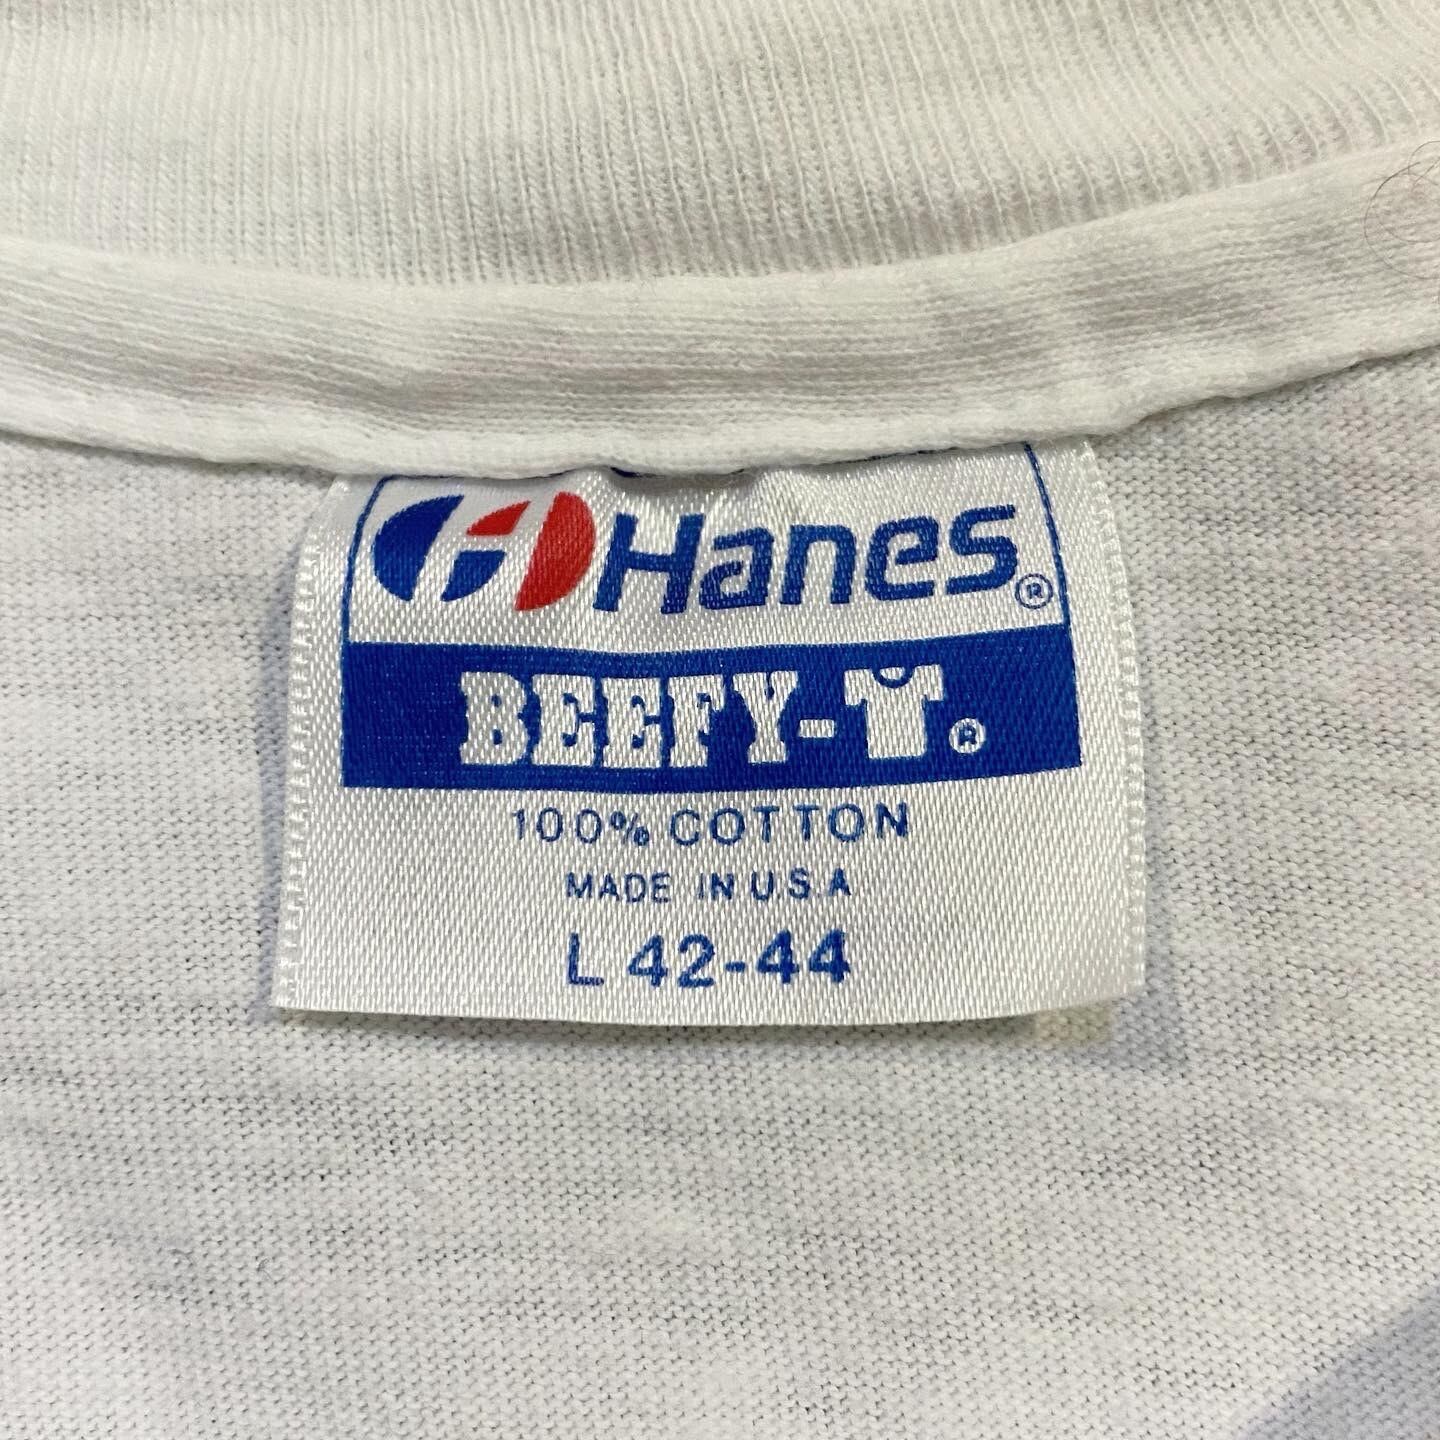 Hanes®
BEEFY-T®
100% COTTON
MADE IN U.S.A
L 42-44